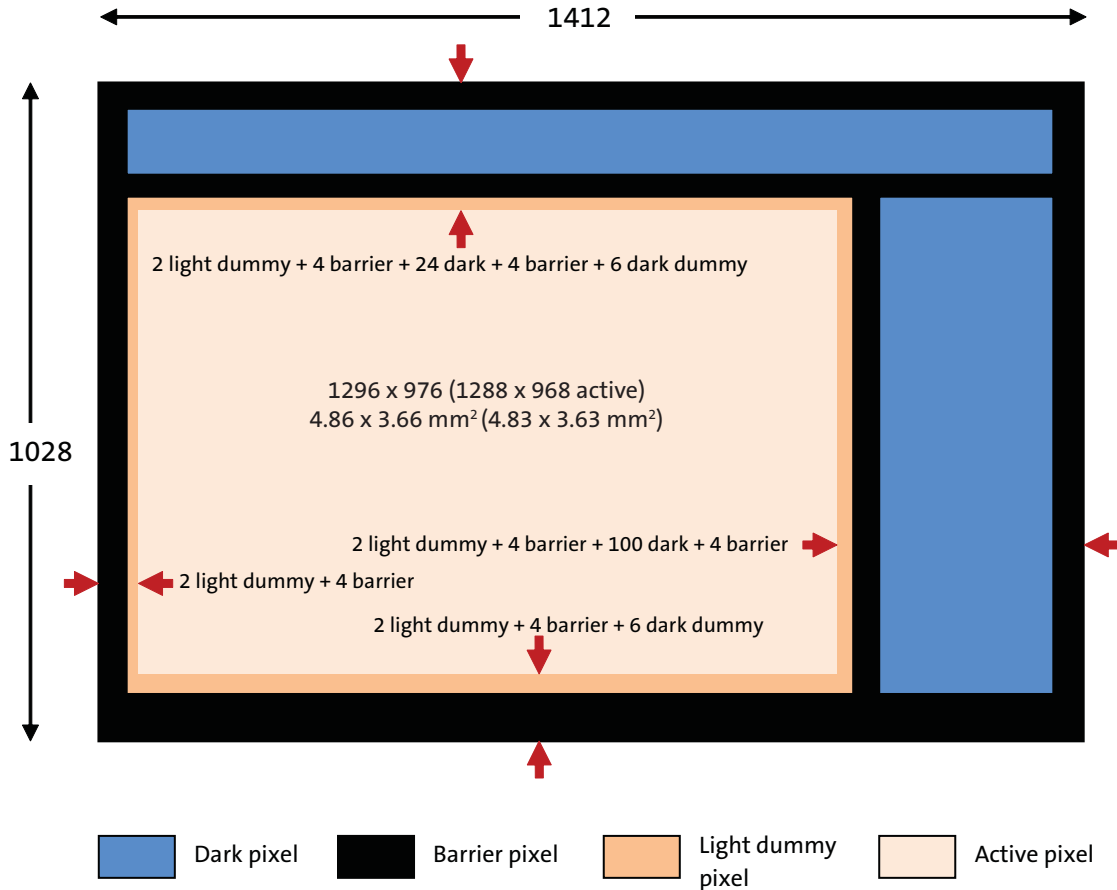 1412
2 light dummy + 4 barrier + 24 dark + 4 barrier + 6 dark dummy
1296 x 976 (1288 x 968 active)
4.86 x 3.66 mm² (4.83 x 3.63 mm²)
1028
2 light dummy + 4 barrier + 100 dark + 4 barrier
2 light dummy + 4 barrier
2 light dummy + 4 barrier + 6 dark dummy
Dark pixel
Barrier pixel
Light dummy
pixel
Active pixel